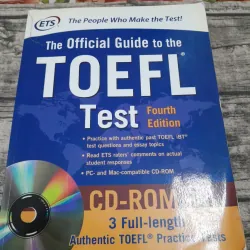 ETS
The People Who Make the Test!
The Official Guide to the
TOEFL®
Test Fourth
Edition
• Practice with authentic past TOEFL iBT®
test questions and essay topics
• Read ETS raters' comments on actual
student responses
• PC- and Mac-compatible CD-ROM
CD-ROM
3 Full-length
Authentic TOEFL® Practice Tests